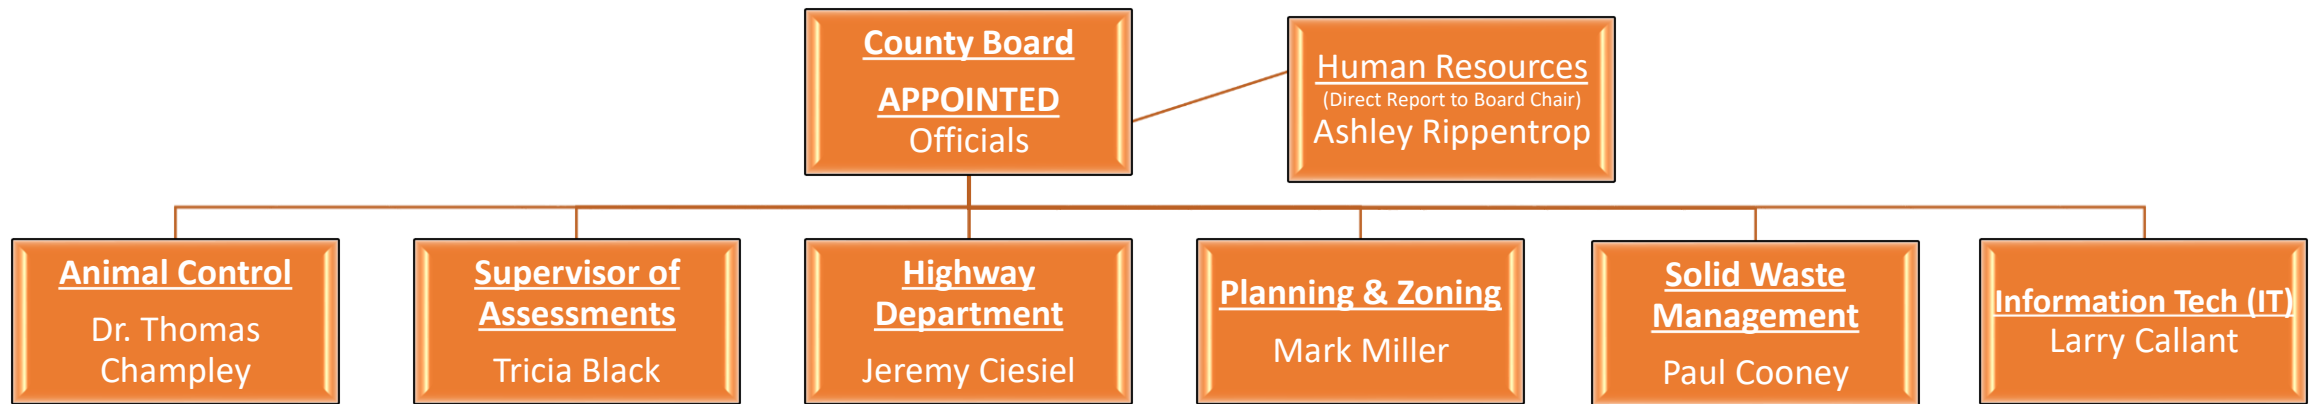 County Board
APPOINTED
Officials
Human Resources
(Direct Report to Board Chair)
Ashley Rippentrop
Animal Control
Dr. Thomas
Champley
Supervisor of
Assessments
Tricia Black
Highway
Department
Jeremy Ciesiel
Planning & Zoning
Mark Miller
Solid Waste
Management
Paul Cooney
Information Tech (IT)
Larry Callant